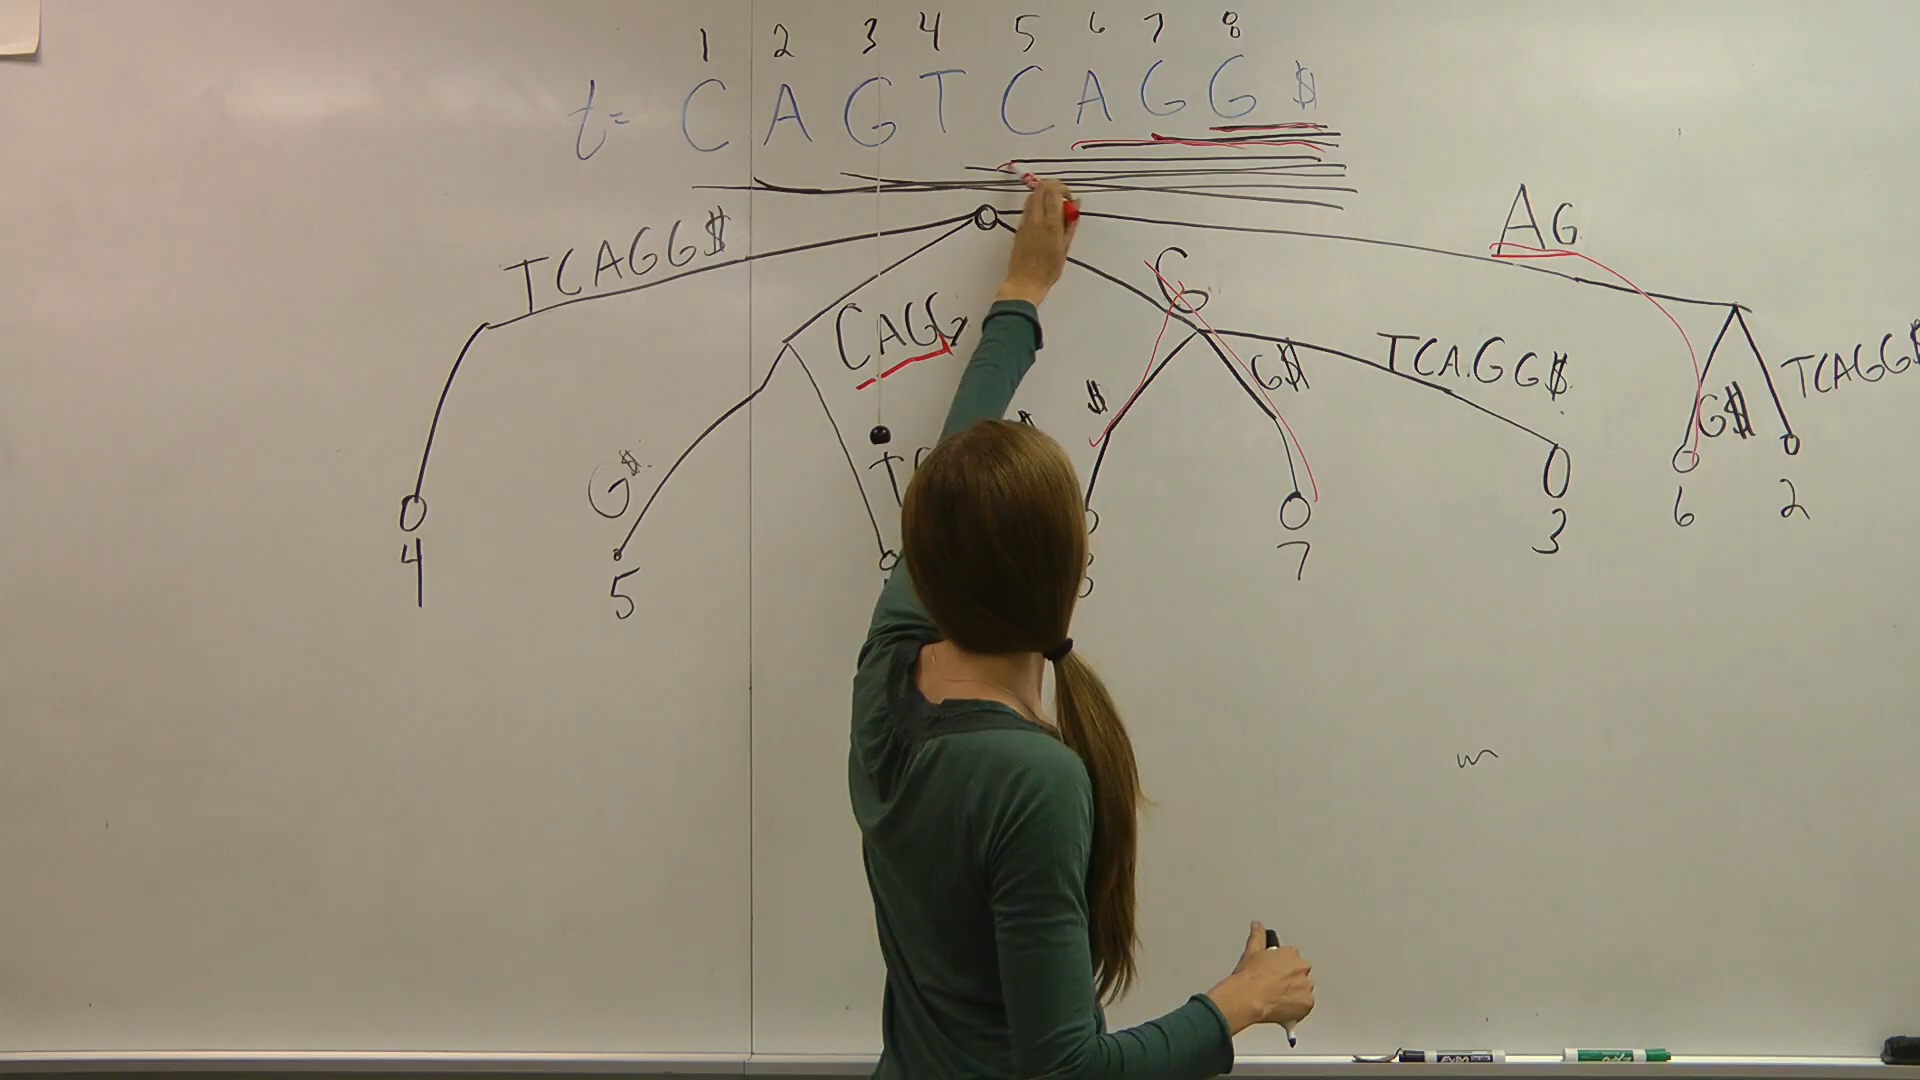 1 2 3 4 5 6 7 8
t= C A G T C A G G $
AG
TCAGG$
G
CAGG
TCAGG$
G$
TCAGG$
$
G$
G$
T
4
5
7
3
6
2
EXPO